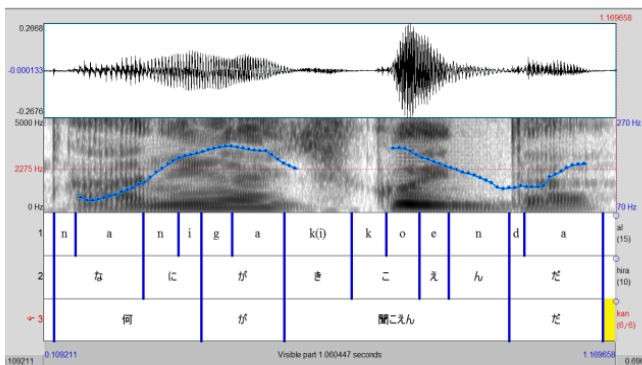 1.169658
0.2668
-0.000133
-0.2676
5000 Hz 270 Hz
2275 Hz
0 Hz 70 Hz
1 n a n i g a k(i) k o e n d a al (15)
2 な に が き こ え ん だ hira (10)
3 何 が 聞こえん だ kan (6/6)
0.109211 Visible part 1.060447 seconds 1.169658
0.109211